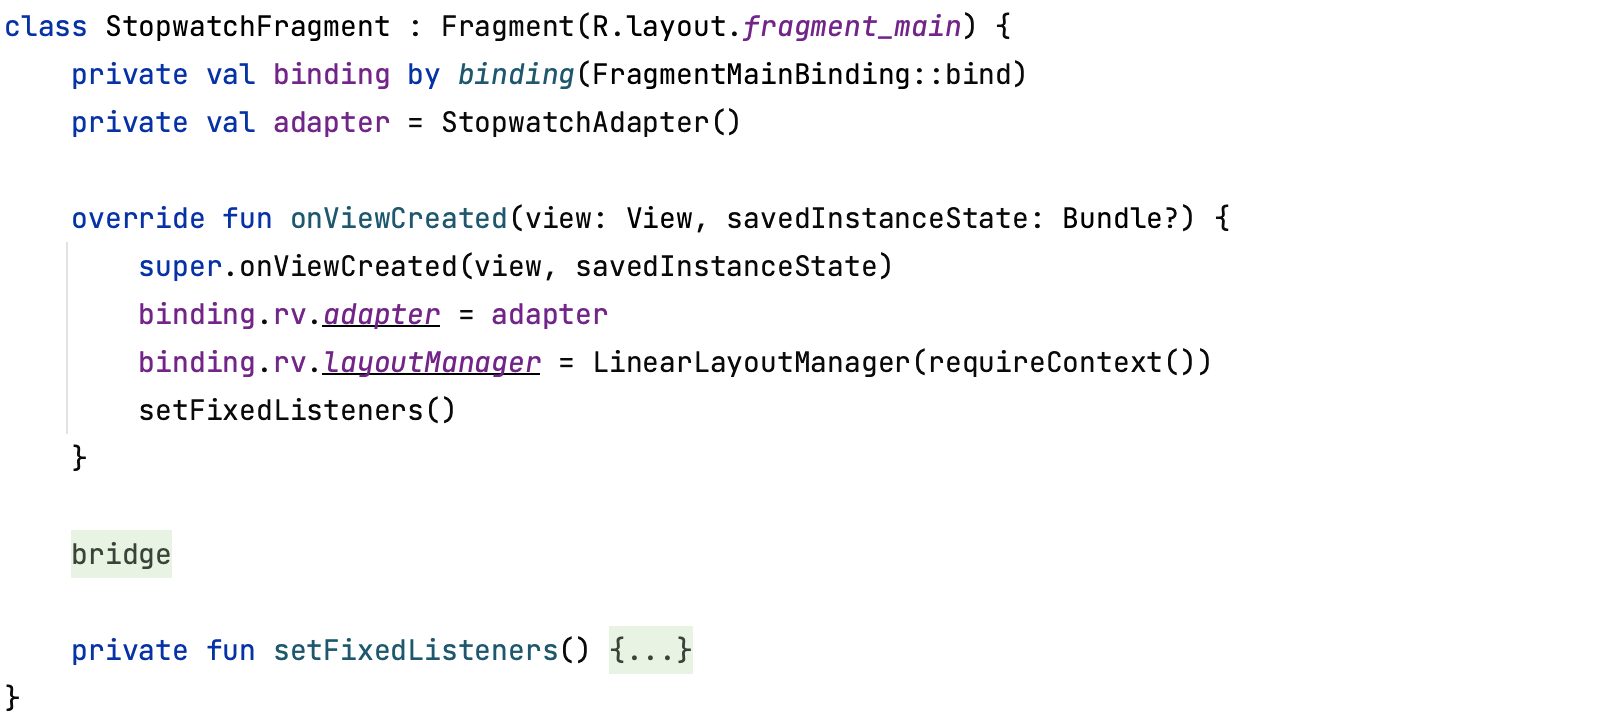 class StopwatchFragment : Fragment(R.layout.fragment_main) {
    private val binding by binding(FragmentMainBinding::bind)
    private val adapter = StopwatchAdapter()

    override fun onViewCreated(view: View, savedInstanceState: Bundle?) {
        super.onViewCreated(view, savedInstanceState)
        binding.rv.adapter = adapter
        binding.rv.layoutManager = LinearLayoutManager(requireContext())
        setFixedListeners()
    }

    bridge

    private fun setFixedListeners() {...}
}